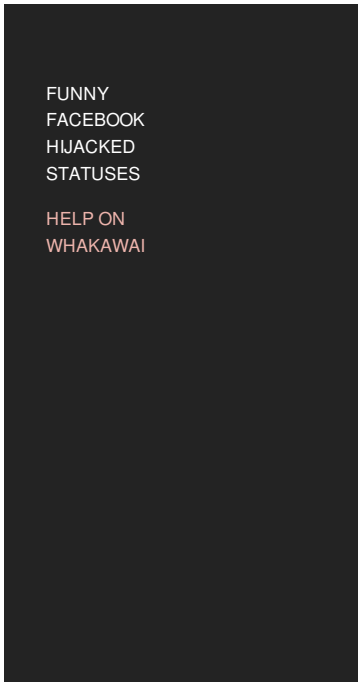 FUNNY
FACEBOOK
HIJACKED
STATUSES
HELP ON
WHAKAWAI